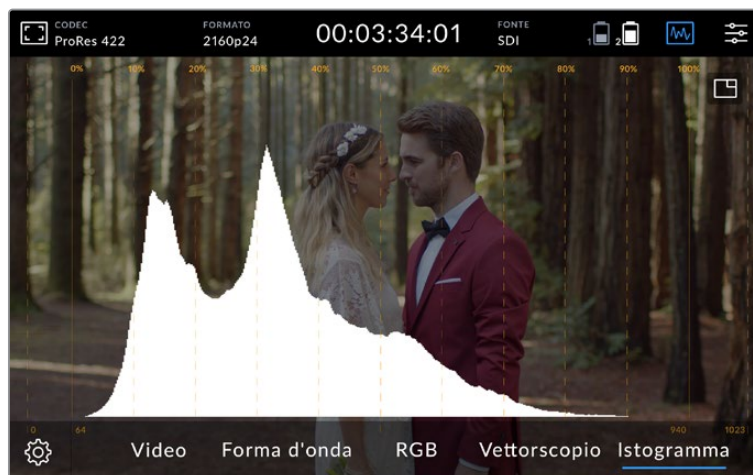 CODEC
ProRes 422
FORMATO
2160p24
00:03:34:01
FONTE
SDI
1 2
0% 10% 20% 30% 40% 50% 60% 70% 80% 90% 100%
0 64 940 1023
Video Forma d'onda RGB Vettorscopio Istogramma